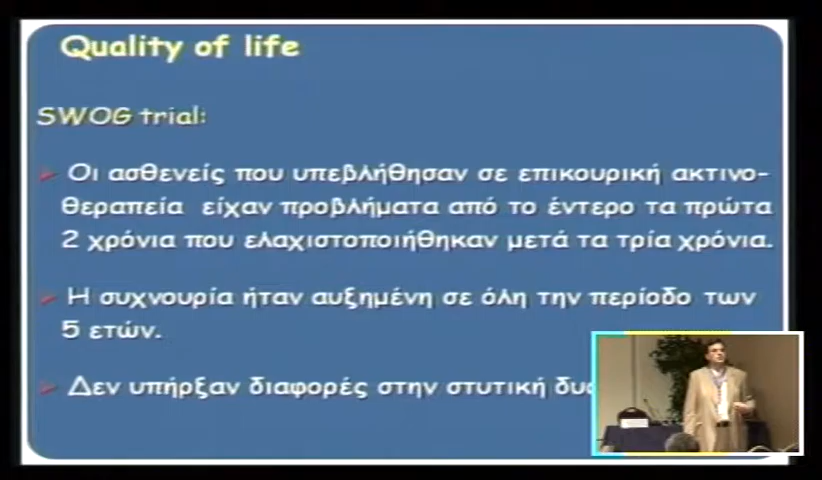 Quality of life
SWOG trial:
Οι ασθενείς που υπεβλήθησαν σε επικουρική ακτινο-
θεραπεία είχαν προβλήματα από το έντερο τα πρώτα
2 χρόνια που ελαχιστοποιήθηκαν μετά τα τρία χρόνια.
Η συχνουρία ήταν αυξημένη σε όλη την περίοδο των
5 ετών.
Δεν υπήρξαν διαφορές στην στυτική